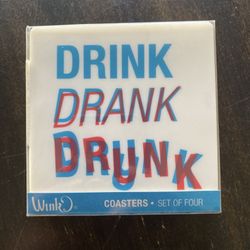 DRINK
DRANK
DRUNK
Wink
COASTERS • SET OF FOUR